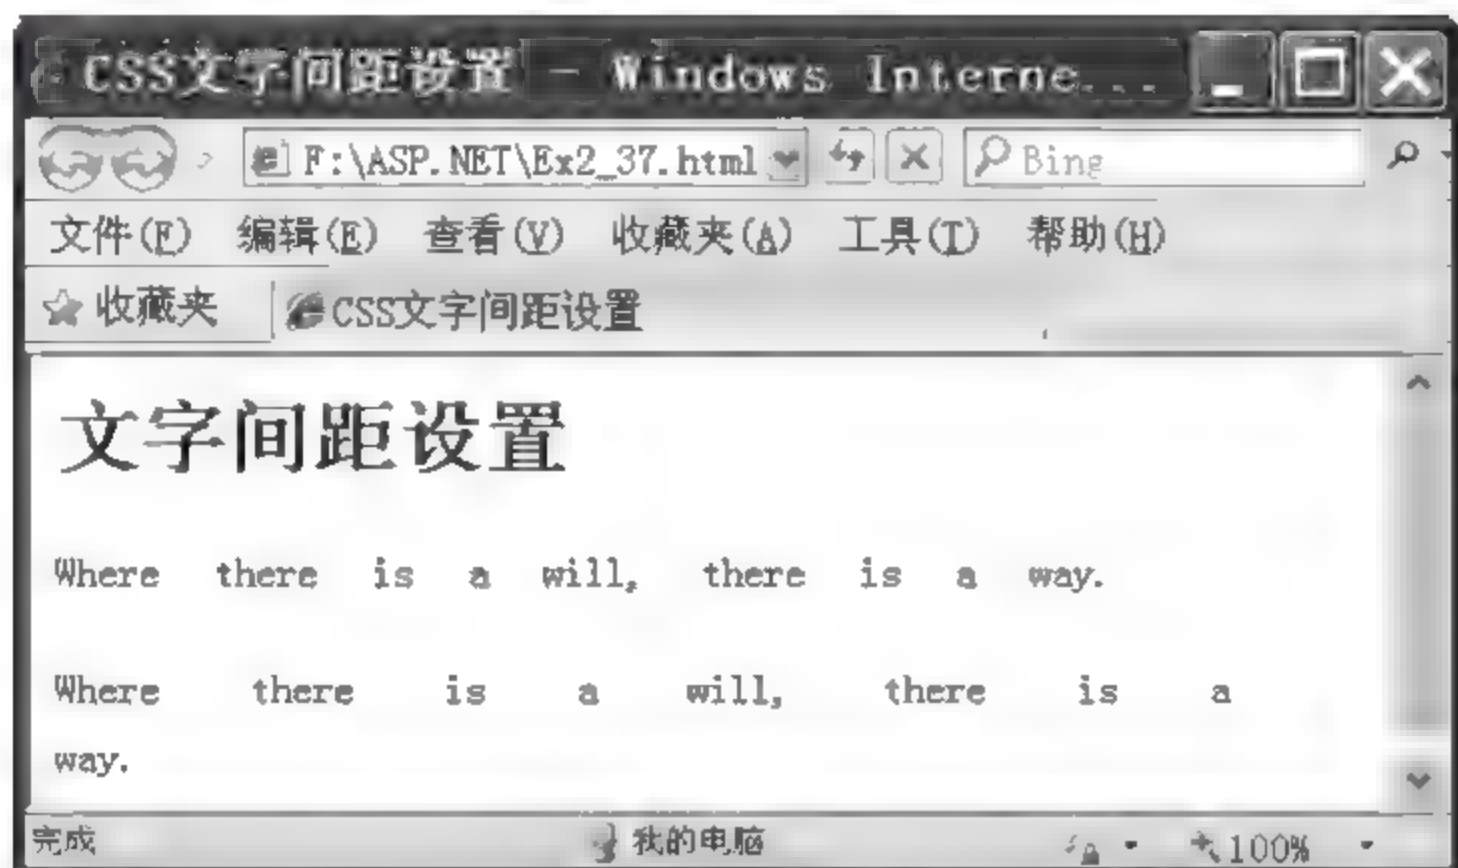 CSS文字间距设置 - Windows Interne...
F:\ASP.NET\Ex2_37.html Bing
文件(F) 编辑(E) 查看(V) 收藏夹(A) 工具(T) 帮助(H)
收藏夹 CSS文字间距设置
文字间距设置
Where there is a will, there is a way.
Where there is a will, there is a
way.
完成 我的电脑 100%